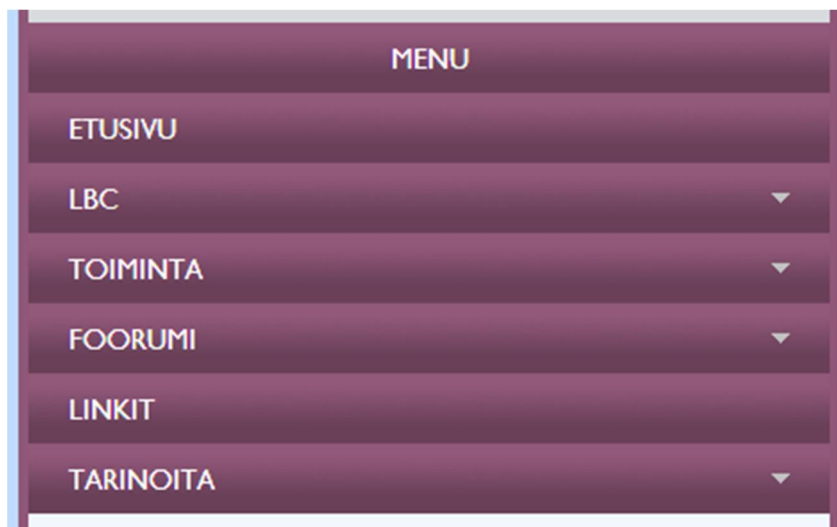 MENU
ETUSIVU
LBC
TOIMINTA
FOORUMI
LINKIT
TARINOITA